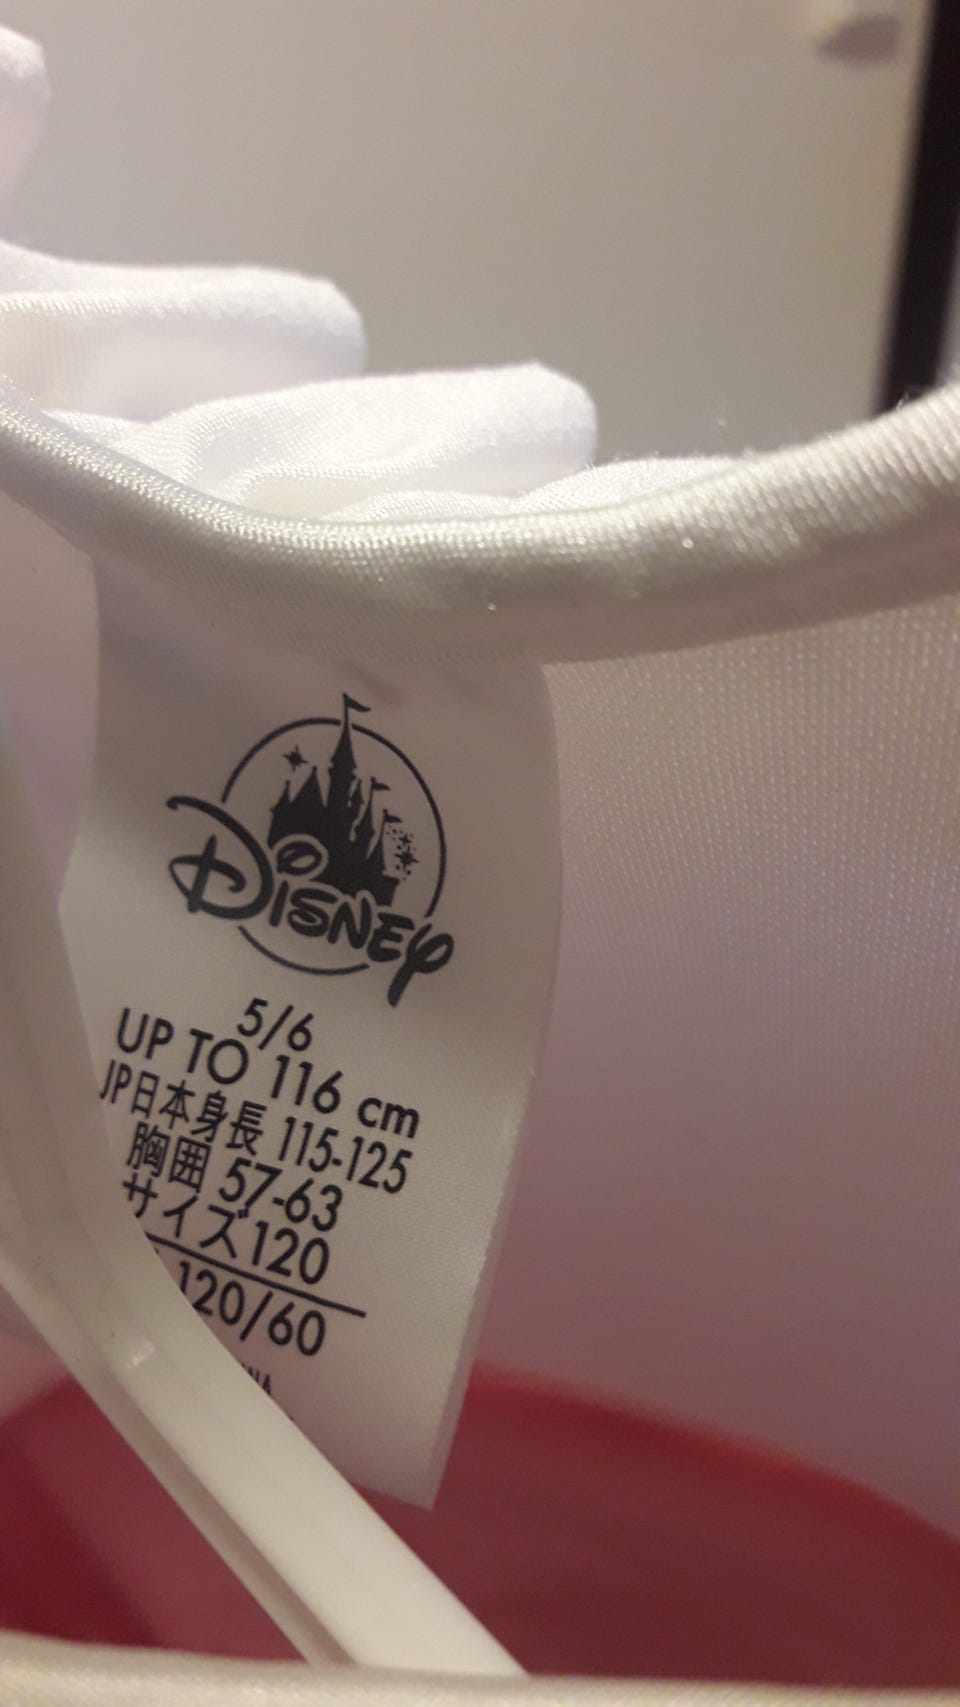 Disney
5/6
UP TO 116 cm
JP日本身長 115-125
胸囲 57-63
サイズ120
120/60